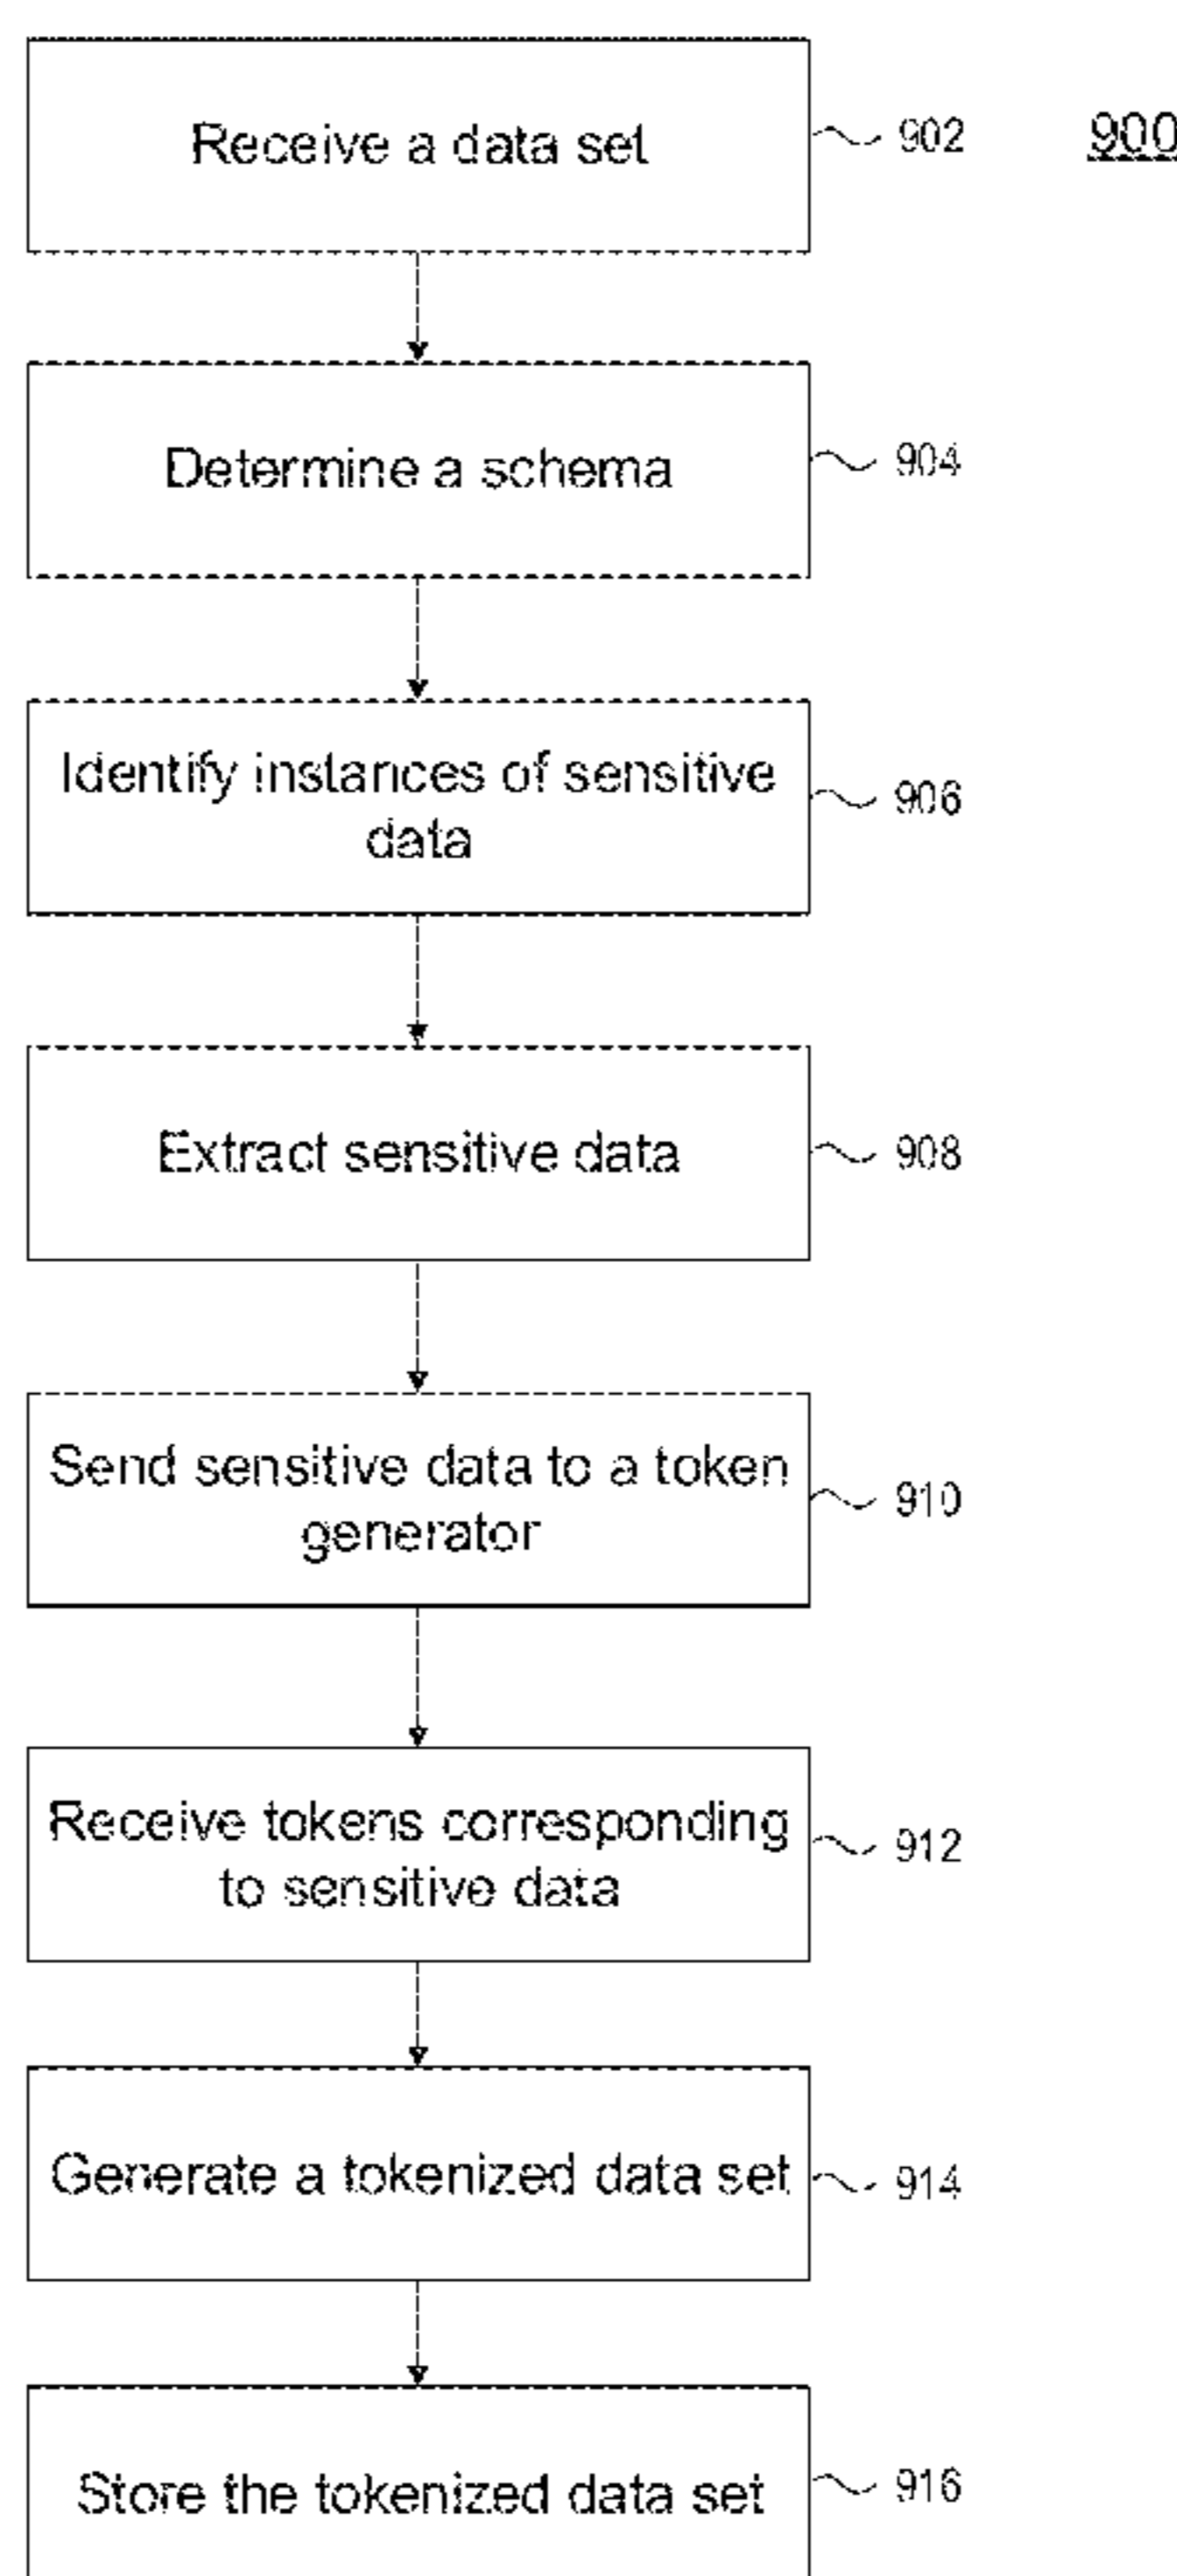 Receive a data set
902
900
Determine a schema
904
Identify instances of sensitive
data
906
Extract sensitive data
908
Send sensitive data to a token
generator
910
Receive tokens corresponding
to sensitive data
912
Generate a tokenized data set
914
Store the tokenized data set
916